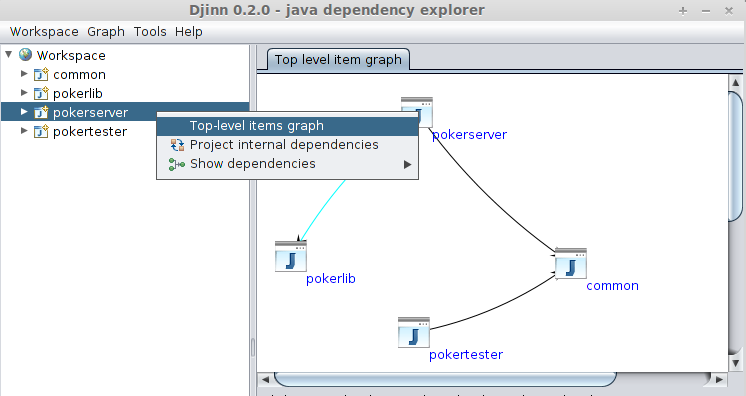 Djinn 0.2.0 - java dependency explorer
Workspace Graph Tools Help
Workspace
common
pokerlib
pokerserver
pokertester
Top level item graph
Top-level items graph
Project internal dependencies
Show dependencies
pokerserver
pokerlib
common
pokertester